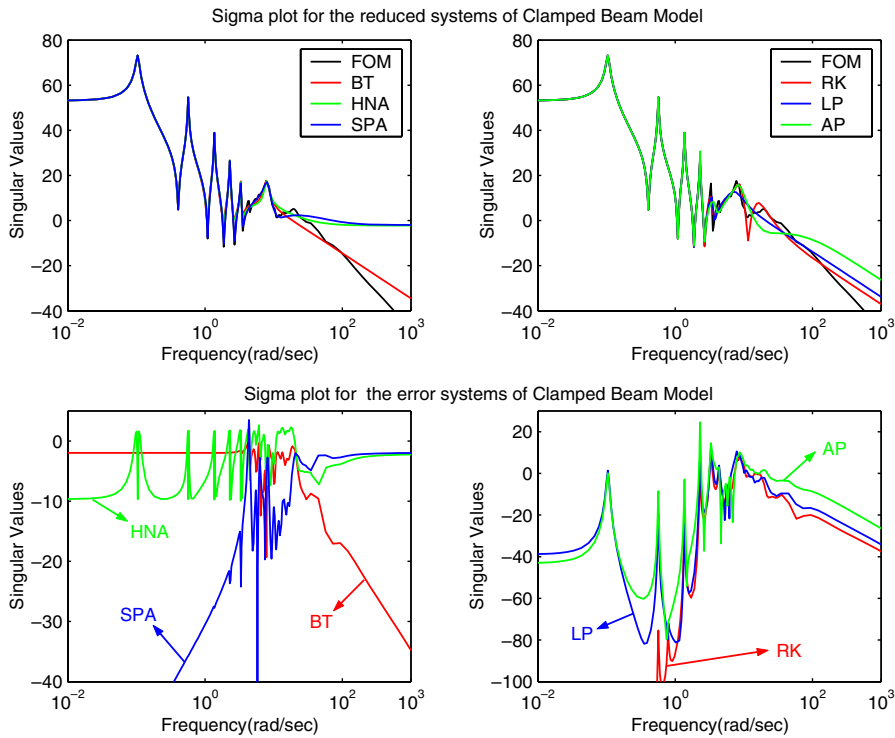 Sigma plot for the reduced systems of Clamped Beam Model
80
60
40
20
0
−20
−40
Singular Values
FOM
BT
HNA
SPA
10^-2
10^0
10^2
10^3
Frequency(rad/sec)
80
60
40
20
0
−20
−40
Singular Values
FOM
RK
LP
AP
10^-2
10^0
10^2
10^3
Frequency(rad/sec)
Sigma plot for  the error systems of Clamped Beam Model
0
−10
−20
−30
−40
Singular Values
HNA
SPA
BT
10^-2
10^0
10^2
10^3
Frequency(rad/sec)
20
0
−20
−40
−60
−80
−100
Singular Values
AP
LP
RK
10^-2
10^0
10^2
10^3
Frequency(rad/sec)